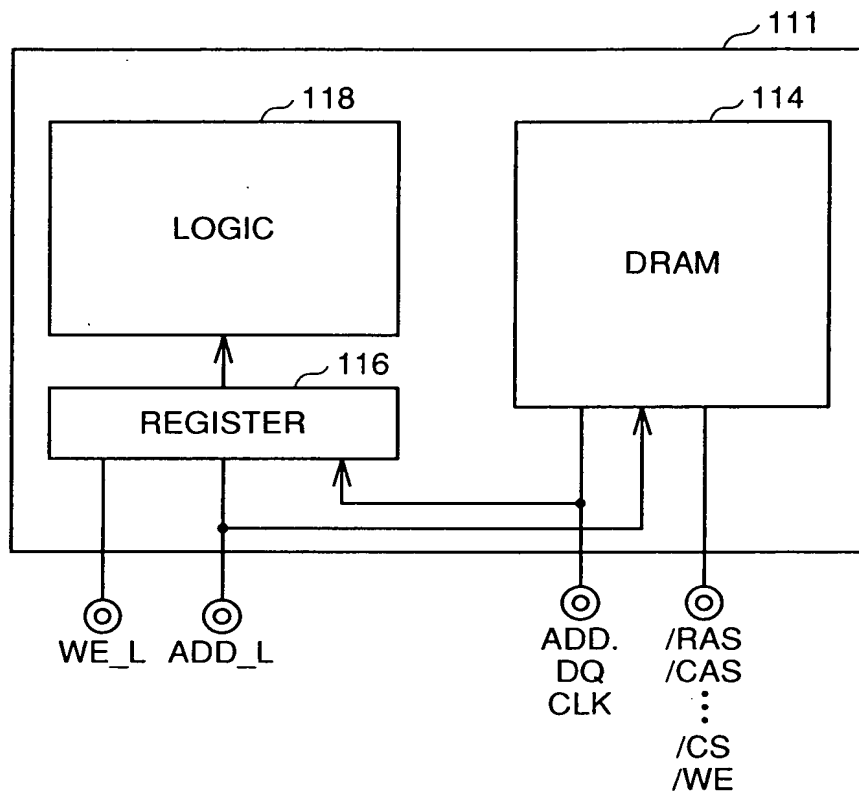 111
118
114
LOGIC
DRAM
116
REGISTER
WE_L
ADD_L
ADD.
DQ
CLK
/RAS
/CAS
/CS
/WE